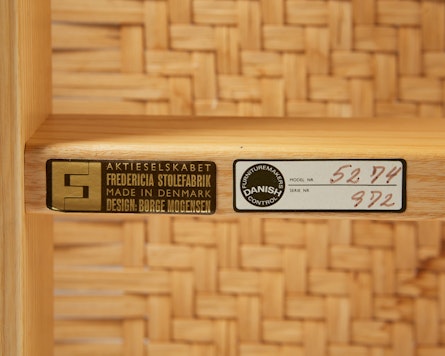 AKTIESELSKABET
FREDERICIA STOLEFABRIK
MADE IN DENMARK
DESIGN: BØRGE MOGENSEN
FURNITUREMAKERS
DANISH
CONTROL
MODEL NR. 5274
SERIE NR. 972